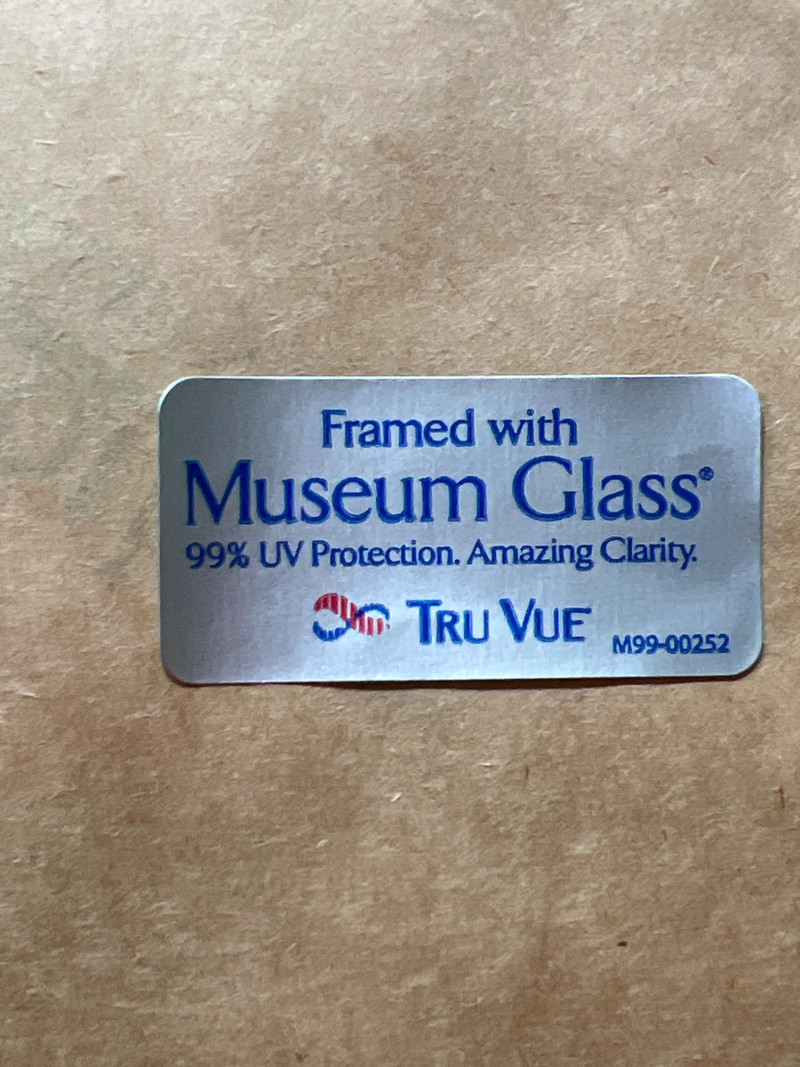 Framed with
Museum Glass®
99% UV Protection. Amazing Clarity.
TRU VUE
M99-00252